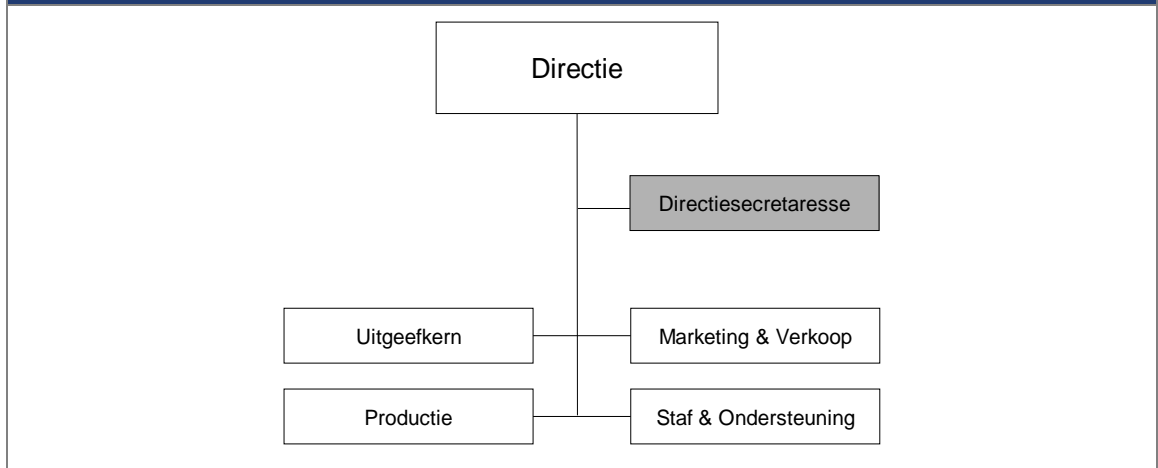 Directie
Directiesecretaresse
Uitgeefkern
Marketing & Verkoop
Productie
Staf & Ondersteuning